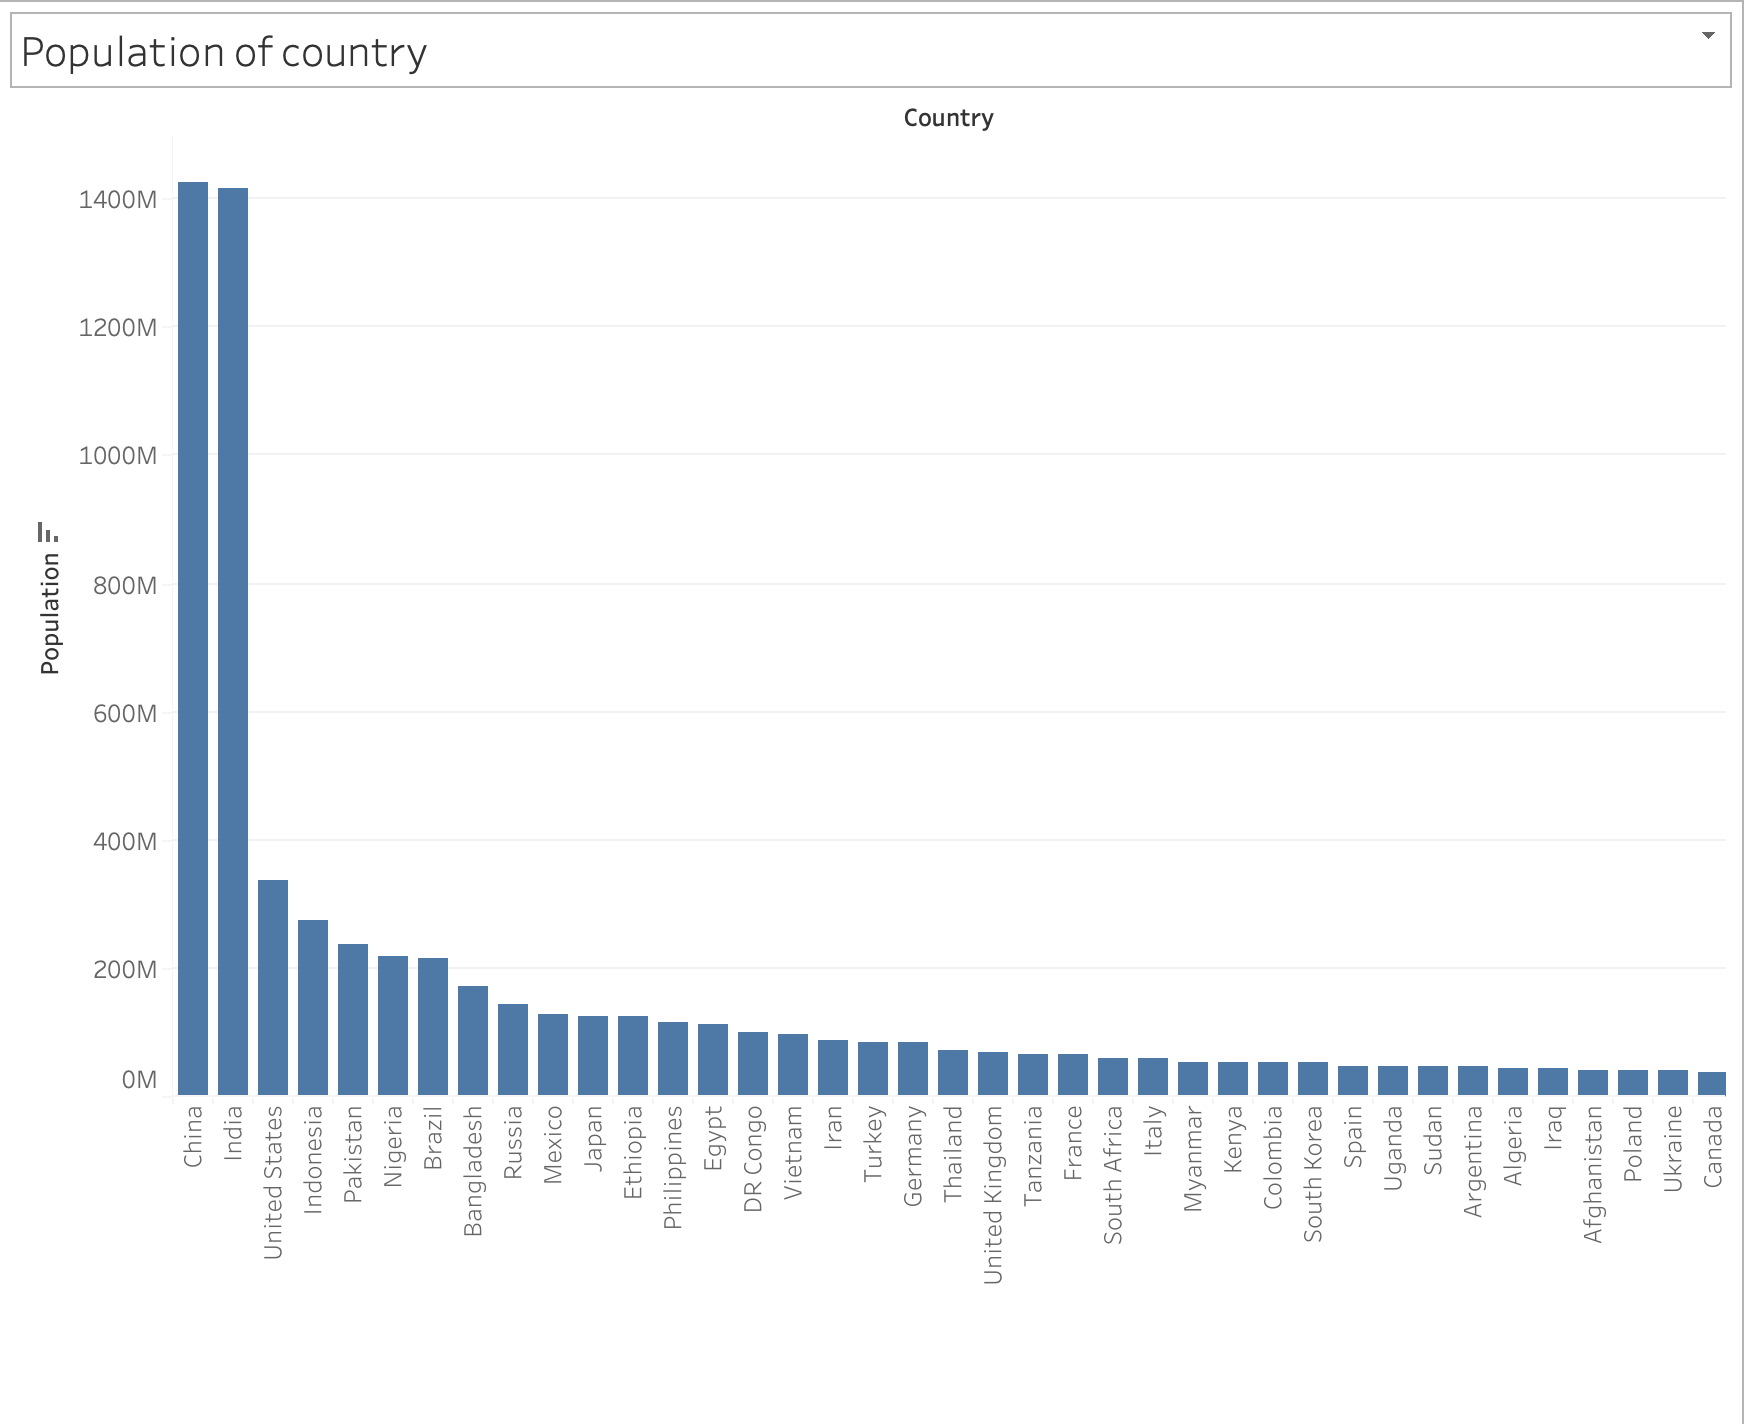 Population of country
Country
1400M
1200M
1000M
800M
600M
400M
200M
0M
Population
China
India
United States
Indonesia
Pakistan
Nigeria
Brazil
Bangladesh
Russia
Mexico
Japan
Ethiopia
Philippines
Egypt
DR Congo
Vietnam
Iran
Turkey
Germany
Thailand
United Kingdom
Tanzania
France
South Africa
Italy
Myanmar
Kenya
Colombia
South Korea
Spain
Uganda
Sudan
Argentina
Algeria
Iraq
Afghanistan
Poland
Ukraine
Canada